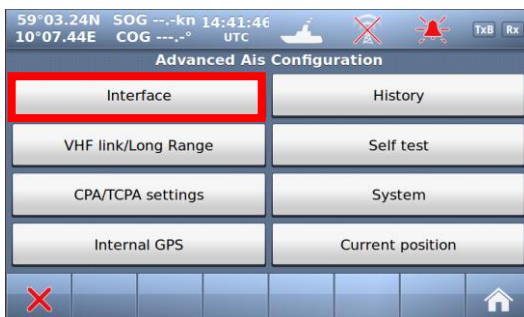 59°03.24N SOG --.-kn 14:41:46
10°07.44E COG ---.-° UTC
TxB Rx
Advanced Ais Configuration
Interface
History
VHF link/Long Range
Self test
CPA/TCPA settings
System
Internal GPS
Current position